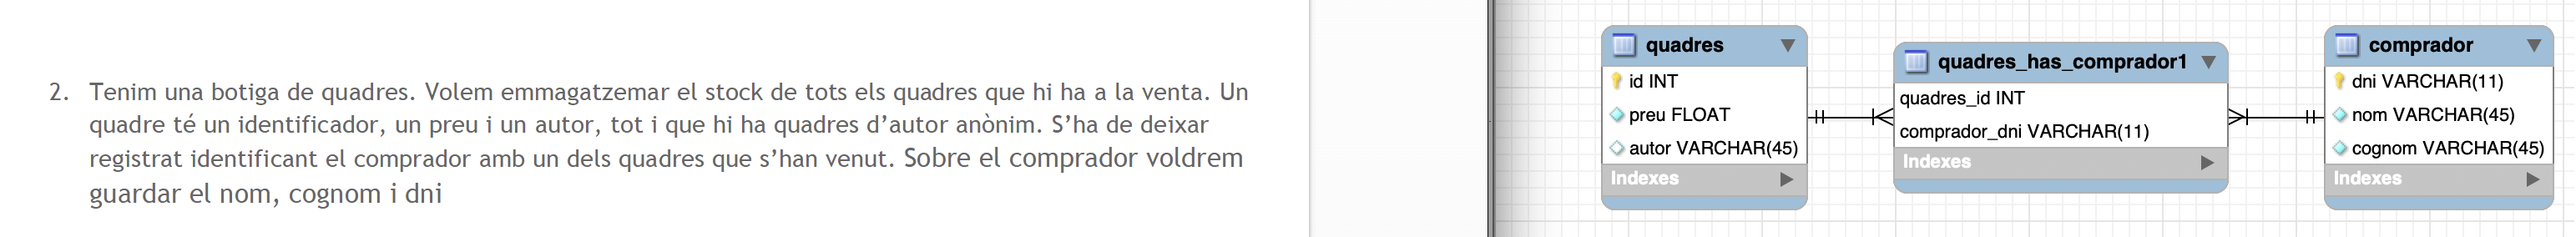 2. Tenim una botiga de quadres. Volem emmagatzemar el stock de tots els quadres que hi ha a la venta. Un
quadre té un identificador, un preu i un autor, tot i que hi ha quadres d’autor anònim. S’ha de deixar
registrat identificant el comprador amb un dels quadres que s’han venut. Sobre el comprador voldrem
guardar el nom, cognom i dni
quadres
id INT
preu FLOAT
autor VARCHAR(45)
Indexes
quadres_has_comprador1
quadres_id INT
comprador_dni VARCHAR(11)
Indexes
comprador
dni VARCHAR(11)
nom VARCHAR(45)
cognom VARCHAR(45)
Indexes